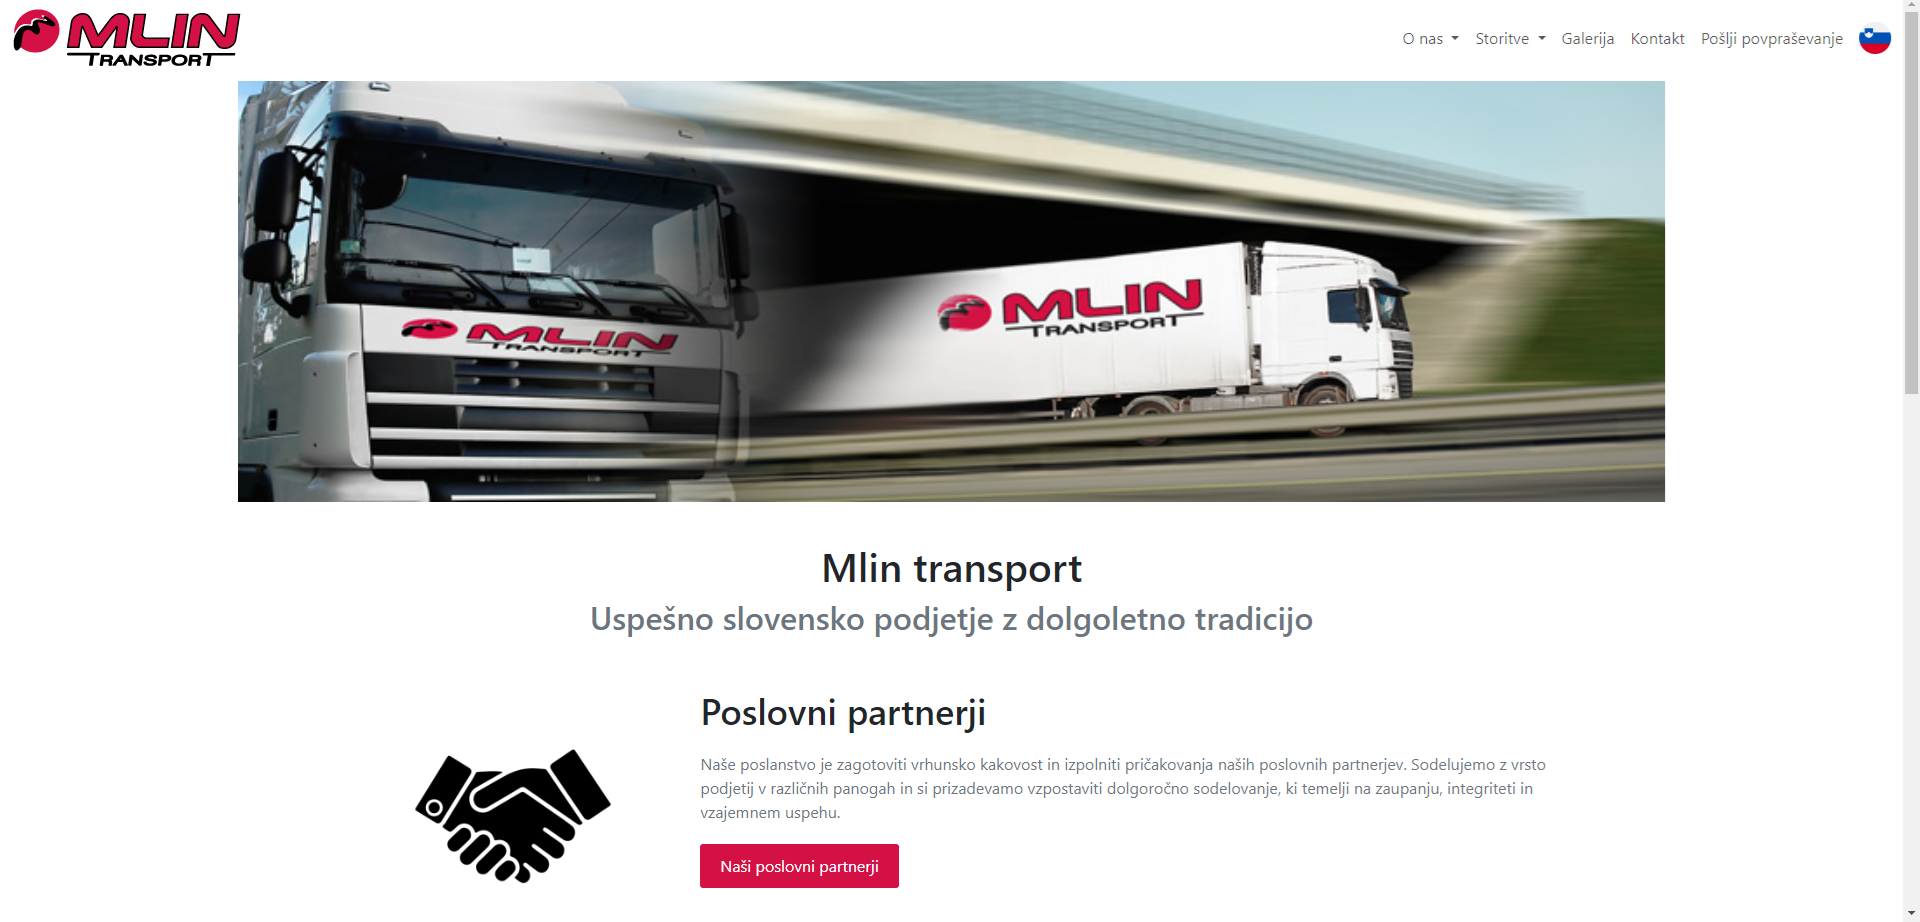 MLIN
TRANSPORT
O nas
Storitve
Galerija
Kontakt
Pošlji povpraševanje
MLIN
TRANSPORT
MLIN
TRANSPORT
Mlin transport
Uspešno slovensko podjetje z dolgoletno tradicijo
Poslovni partnerji
Naše poslanstvo je zagotoviti vrhunsko kakovost in izpolniti pričakovanja naših poslovnih partnerjev. Sodelujemo z vrsto
podjetij v različnih panogah in si prizadevamo vzpostaviti dolgoročno sodelovanje, ki temelji na zaupanju, integriteti in
vzajemnem uspehu.
Naši poslovni partnerji